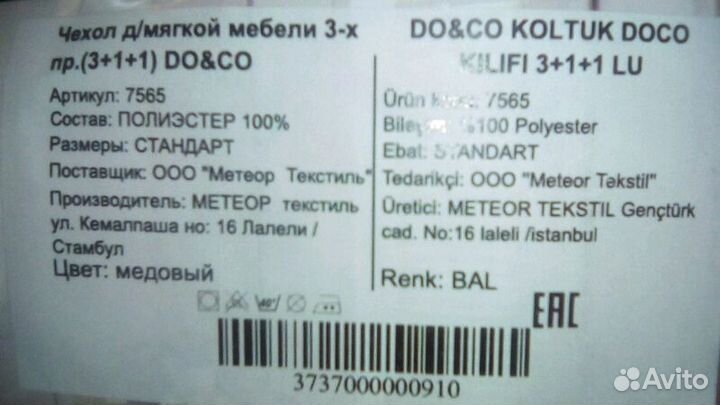 Чехол д/мягкой мебели 3-х
пр.(3+1+1) DO&CO
Артикул: 7565
Состав: ПОЛИЭСТЕР 100%
Размеры: СТАНДАРТ
Поставщик: ООО "Метеор Текстиль"
Производитель: МЕТЕОР текстиль
ул. Кемалпаша но: 16 Лалели /
Стамбул
Цвет: медовый
DO&CO KOLTUK DOCO
KILIFI 3+1+1 LU
Ürün 7565
%100 Polyester
Ebat: STANDART
Tedarikçi: OOO "Meteor Təkstil"
Üretici: METEOR TEKSTIL Gençtürk
cad. No:16 laleli /istanbul
Renk: BAL
40°
EAC
3737000000910
Avito